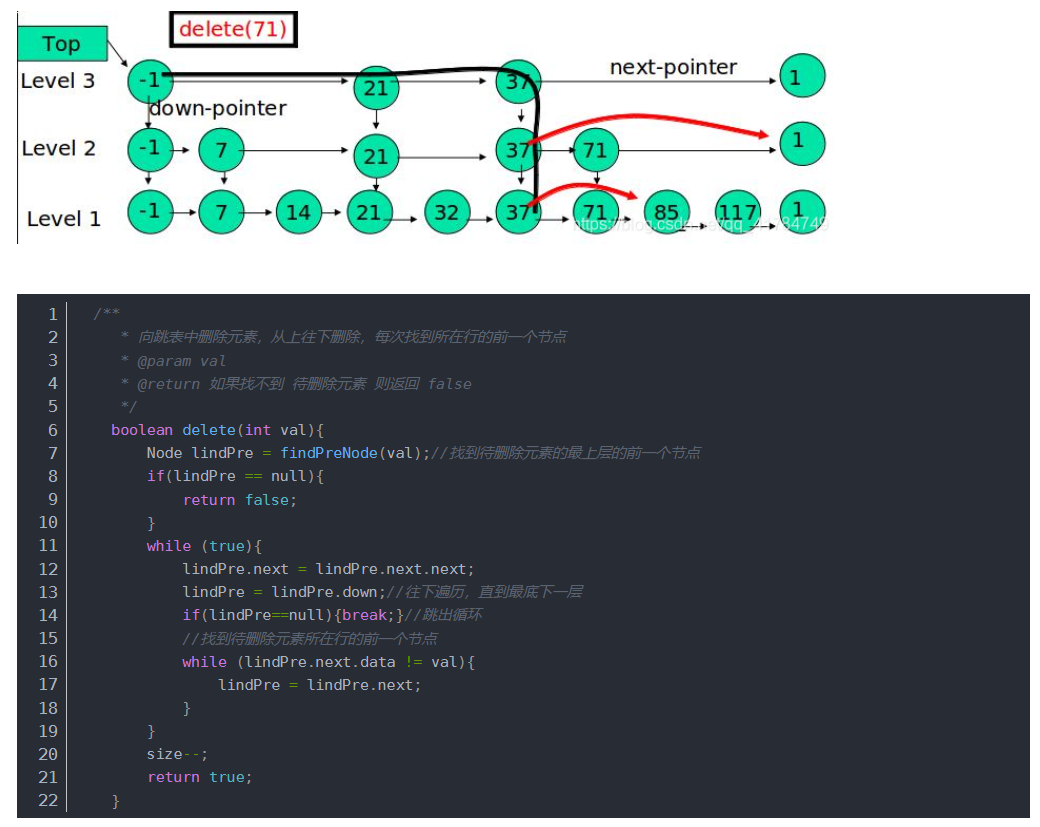 delete(71)
Top
Level 3 -1 21 37 next-pointer 1
down-pointer
Level 2 -1 7 21 37 71 1
Level 1 -1 7 14 21 32 37 71 85 117 1
1 /**
2 * 向跳表中删除元素，从上往下删除，每次找到所在行的前一个节点
3 * @param val
4 * @return 如果找不到 待删除元素 则返回 false
5 */
6 boolean delete(int val){
7 Node lindPre = findPreNode(val);//找到待删除元素的最上层的前一个节点
8 if(lindPre == null){
9 return false;
10 }
11 while (true){
12 lindPre.next = lindPre.next.next;
13 lindPre = lindPre.down;//往下遍历，直到最底下一层
14 if(lindPre==null){break;}//跳出循环
15 //找到待删除元素所在行的前一个节点
16 while (lindPre.next.data != val){
17 lindPre = lindPre.next;
18 }
19 }
20 size--;
21 return true;
22 }